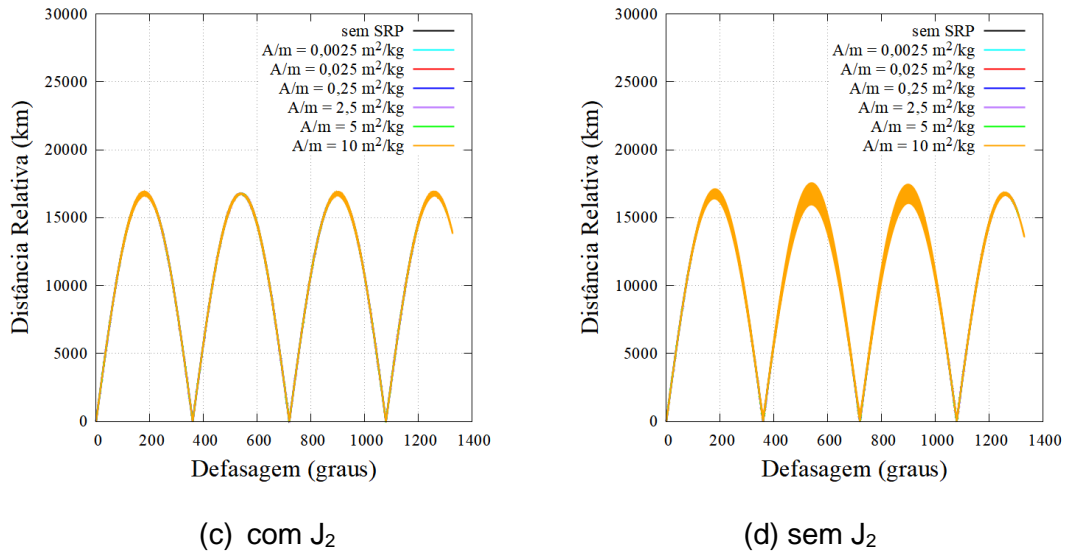 30000
25000
20000
15000
10000
5000
0
Distância Relativa (km)
sem SRP
A/m = 0,0025 m²/kg
A/m = 0,025 m²/kg
A/m = 0,25 m²/kg
A/m = 2,5 m²/kg
A/m = 5 m²/kg
A/m = 10 m²/kg
0 200 400 600 800 1000 1200 1400
Defasagem (graus)
(c) com J₂
30000
25000
20000
15000
10000
5000
0
Distância Relativa (km)
sem SRP
A/m = 0,0025 m²/kg
A/m = 0,025 m²/kg
A/m = 0,25 m²/kg
A/m = 2,5 m²/kg
A/m = 5 m²/kg
A/m = 10 m²/kg
0 200 400 600 800 1000 1200 1400
Defasagem (graus)
(d) sem J₂